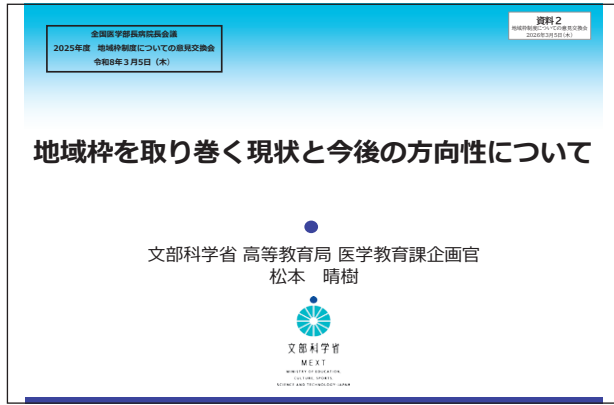 全国医学部長病院長会議
2025年度　地域枠制度についての意見交換会
令和8年３月５日（木）
資料２
地域枠制度についての意見交換会
2026年3月5日(木)
地域枠を取り巻く現状と今後の方向性について
文部科学省 高等教育局 医学教育課企画官
松本　晴樹
文部科学省
MEXT
MINISTRY OF EDUCATION,
CULTURE, SPORTS,
SCIENCE AND TECHNOLOGY-JAPAN